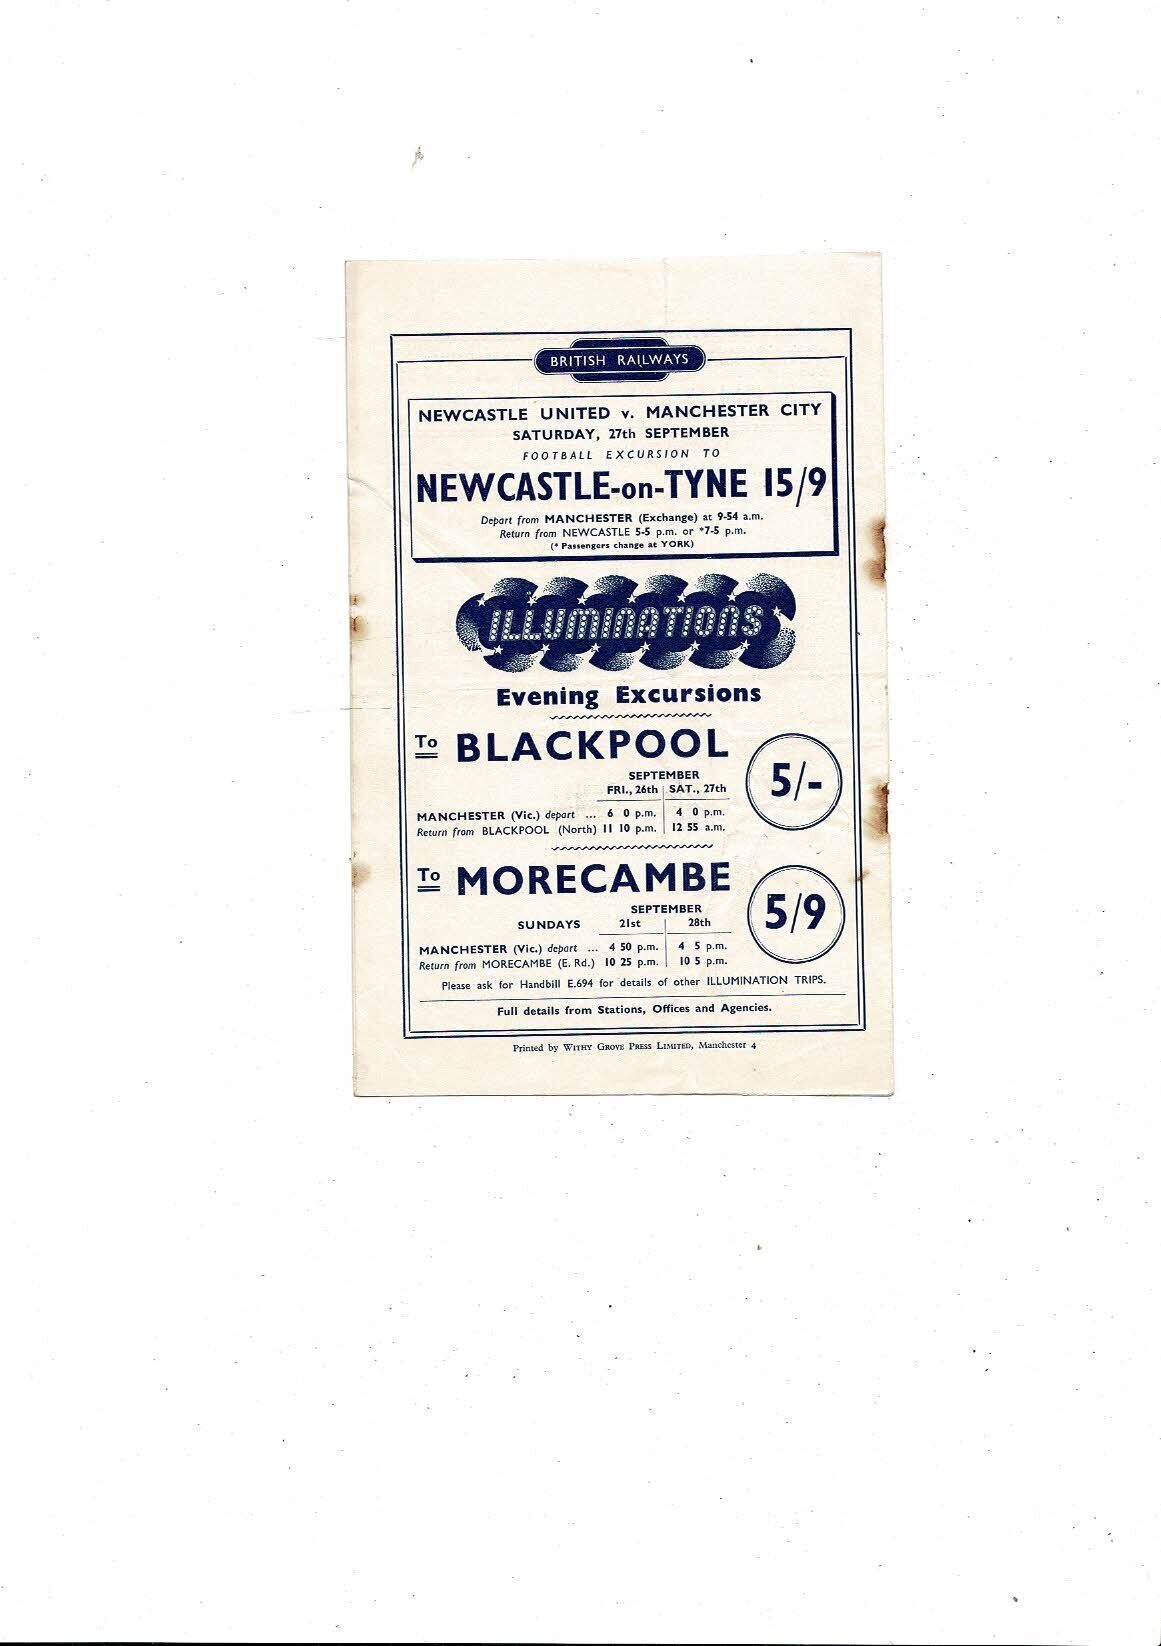 BRITISH RAILWAYS
NEWCASTLE UNITED v. MANCHESTER CITY
SATURDAY, 27th SEPTEMBER
FOOTBALL EXCURSION TO
NEWCASTLE-on-TYNE 15/9
Depart from MANCHESTER (Exchange) at 9-54 a.m.
Return from NEWCASTLE 5-5 p.m. or *7-5 p.m.
(* Passengers change at YORK)
ILLUMINATIONS
Evening Excursions
To BLACKPOOL 5/-
SEPTEMBER
FRI., 26th SAT., 27th
MANCHESTER (Vic.) depart ... 6 0 p.m. 4 0 p.m.
Return from BLACKPOOL (North) 11 10 p.m. 12 55 a.m.
To MORECAMBE 5/9
SEPTEMBER
SUNDAYS 21st 28th
MANCHESTER (Vic.) depart ... 4 50 p.m. 4 5 p.m.
Return from MORECAMBE (E. Rd.) 10 25 p.m. 10 5 p.m.
Please ask for Handbill E.694 for details of other ILLUMINATION TRIPS.
Full details from Stations, Offices and Agencies.
Printed by WITHY GROVE PRESS LIMITED, Manchester 4